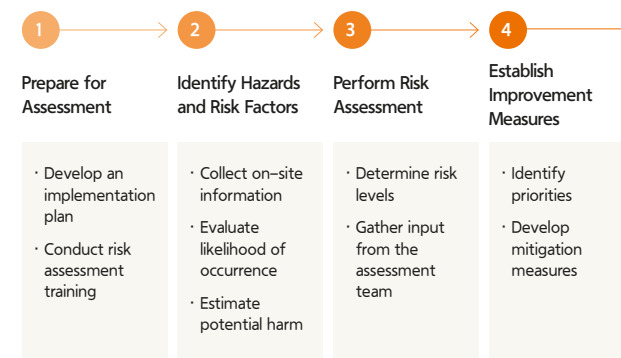 1
2
3
4
Prepare for
Assessment
Identify Hazards
and Risk Factors
Perform Risk
Assessment
Establish
Improvement
Measures
· Develop an
implementation
plan
· Conduct risk
assessment
training
· Collect on–site
information
· Evaluate
likelihood of
occurrence
· Estimate
potential harm
· Determine risk
levels
· Gather input
from the
assessment
team
· Identify
priorities
· Develop
mitigation
measures